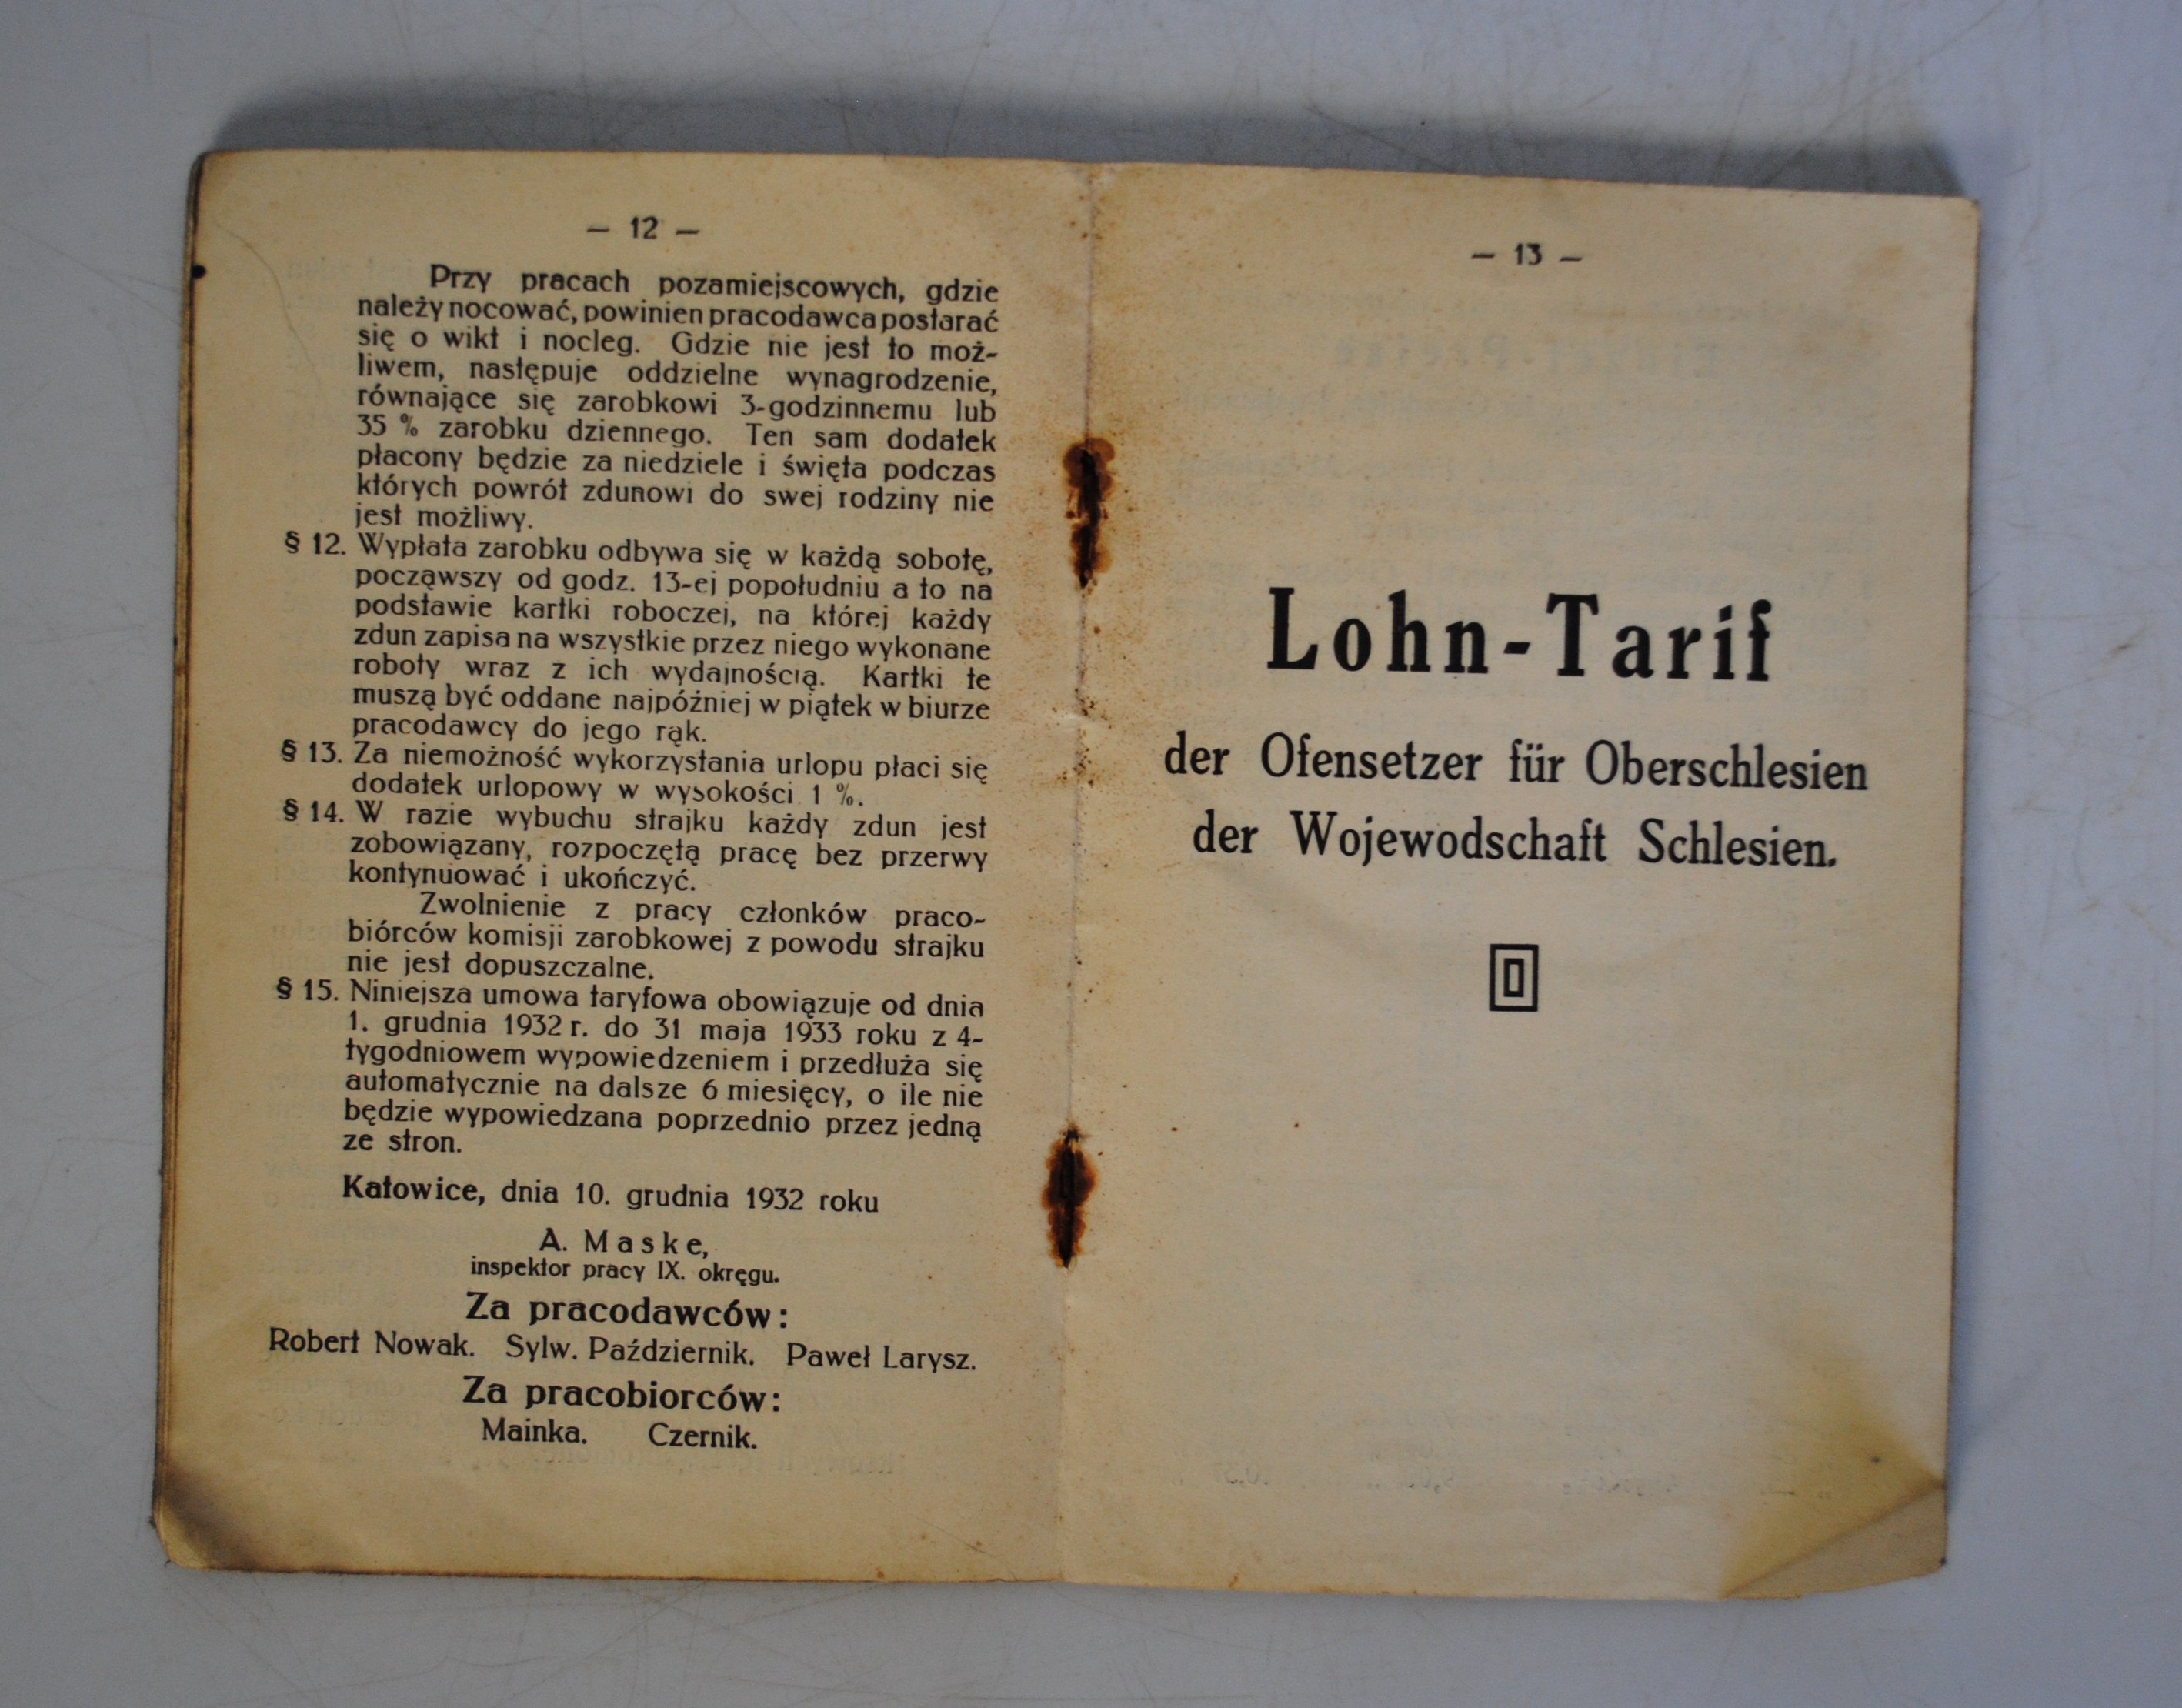 — 12 —
Przy pracach pozamiejscowych, gdzie
należy nocować, powinien pracodawca postarać
się o wikt i nocleg. Gdzie nie jest to moż-
liwem, następuje oddzielne wynagrodzenie,
równające się zarobkowi 3-godzinnemu lub
35 % zarobku dziennego. Ten sam dodatek
płacony będzie za niedziele i święta podczas
których powrót zdunowi do swej rodziny nie
jest możliwy.
§ 12. Wypłata zarobku odbywa się w każdą sobotę,
począwszy od godz. 13-ej popołudniu a to na
podstawie kartki roboczej, na której każdy
zdun zapisa na wszystkie przez niego wykonane
roboty wraz z ich wydajnością. Kartki te
muszą być oddane najpóźniej w piątek w biurze
pracodawcy do jego rąk.
§ 13. Za niemożność wykorzystania urlopu płaci się
dodatek urlopowy w wysokości 1 %.
§ 14. W razie wybuchu strajku każdy zdun jest
zobowiązany, rozpoczętą pracę bez przerwy
kontynuować i ukończyć.
Zwolnienie z pracy członków praco-
biórców komisji zarobkowej z powodu strajku
nie jest dopuszczalne.
§ 15. Niniejsza umowa taryfowa obowiązuje od dnia
1. grudnia 1932 r. do 31 maja 1933 roku z 4-
tygodniowem wypowiedzeniem i przedłuża się
automatycznie na dalsze 6 miesięcy, o ile nie
będzie wypowiedzana poprzednio przez jedną
ze stron.
Katowice, dnia 10. grudnia 1932 roku
A. Maske,
inspektor pracy IX. okręgu.
Za pracodawców:
Robert Nowak. Sylw. Październik. Paweł Larysz.
Za pracobiorców:
Mainka. Czernik.
— 13 —
Lohn-Tarif
der Ofensetzer für Oberschlesien
der Wojewodschaft Schlesien.